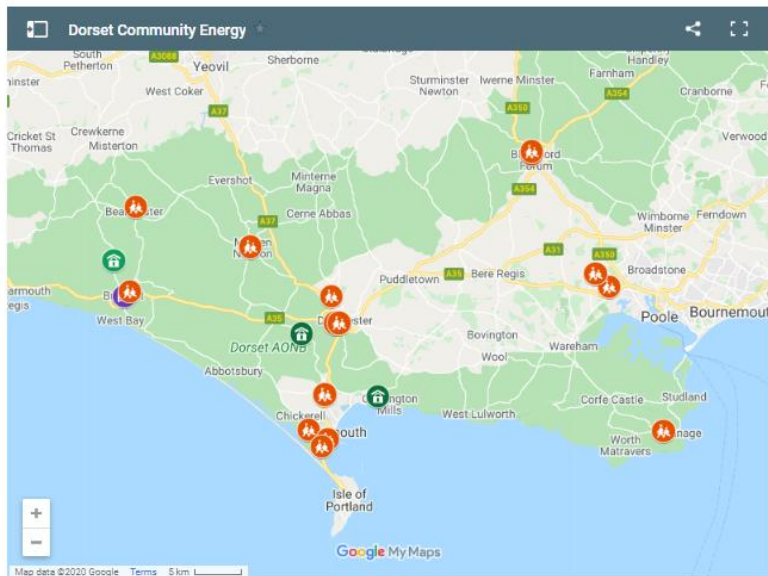 Dorset Community Energy
South
Petherton
A3088
Yeovil
Sherborne
Sturminster
Newton
Iwerne Minster
A350
Handley
Farnham
A354
Cranborne
minster
West Coker
A37
Cricket St
Thomas
Crewkerne
Misterton
Verwood
Evershot
Minterne
Magna
Cerne Abbas
A37
Forum
A354
Wimborne
Minster
Ferndown
A31
A350
Broadstone
Newton
Puddletown
A35
Bere Regis
Poole
Bournemouth
West Bay
A35
Dorset AONB
Bovington
Wool
Wareham
Abbotsbury
Chickerell
Mills
West Lulworth
Corfe Castle
Studland
Worth
Matravers
Isle of
Portland
+
−
Google My Maps
Map data ©2020 Google
Terms
5 km